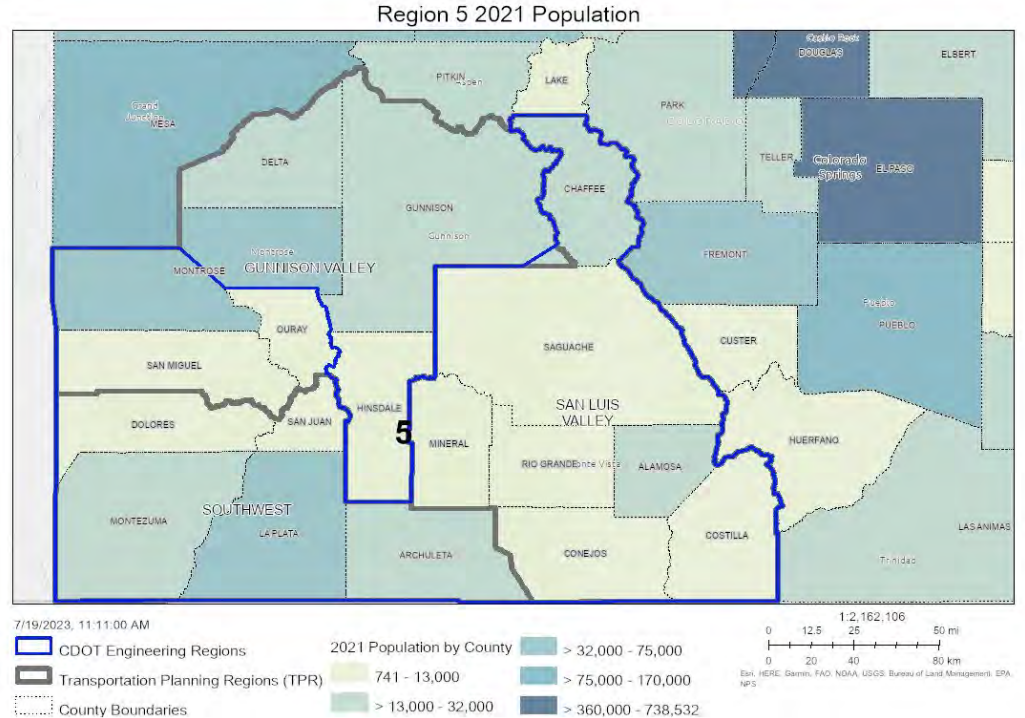 Region 5 2021 Population
Castle Rock
DOUGLAS
ELBERT
PITKIN
Aspen
LAKE
PARK
Grand
Junction
MESA
DELTA
TELLER
Colorado
Springs
EL PASO
CHAFFEE
GUNNISON
Gunnison
Montrose
MONTROSE
GUNNISON VALLEY
FREMONT
Pueblo
PUEBLO
OURAY
CUSTER
SAGUACHE
SAN MIGUEL
HINSDALE
SAN LUIS
VALLEY
DOLORES
SAN JUAN
5
MINERAL
HUERFANO
RIO GRANDE
Monte Vista
ALAMOSA
SOUTHWEST
MONTEZUMA
LA PLATA
COSTILLA
LAS ANIMAS
ARCHULETA
CONEJOS
Trinidad
7/19/2023, 11:11:00 AM
CDOT Engineering Regions
Transportation Planning Regions (TPR)
County Boundaries
2021 Population by County
741 - 13,000
> 13,000 - 32,000
> 32,000 - 75,000
> 75,000 - 170,000
> 360,000 - 738,532
1:2,162,106
0 12.5 25 50 mi
0 20 40 80 km
Esri, HERE, Garmin, FAO, NOAA, USGS, Bureau of Land Management, EPA,
NPS